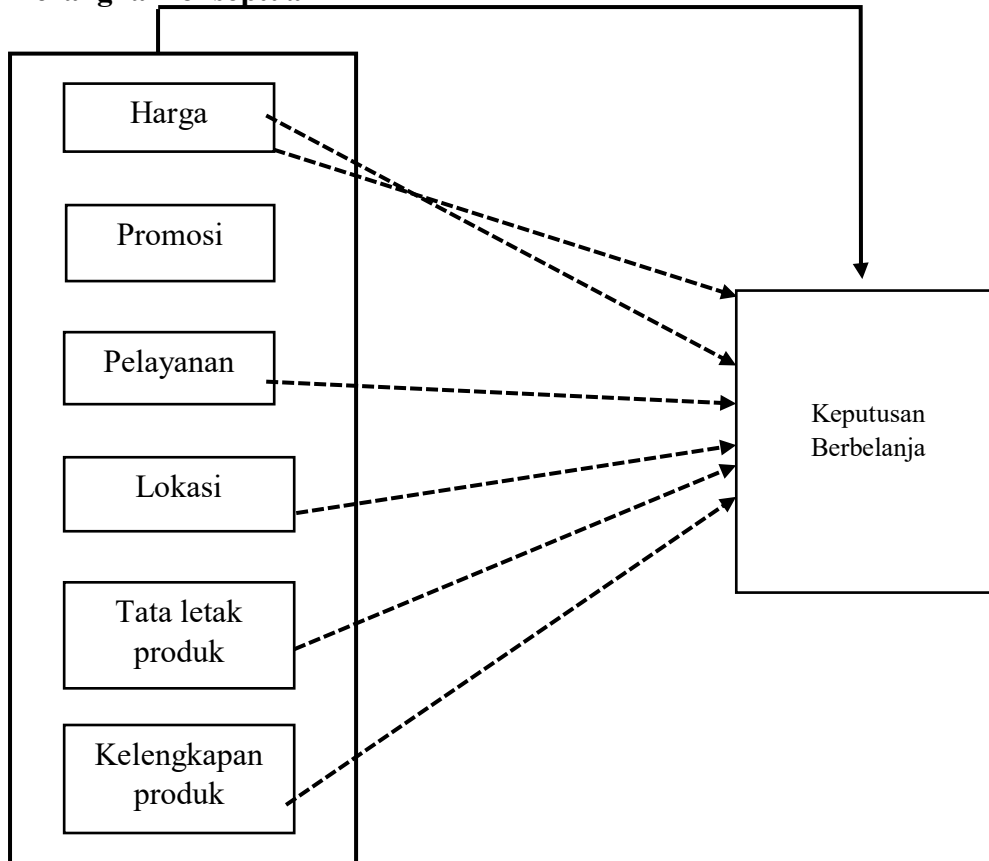 Harga
Promosi
Pelayanan
Keputusan
Berbelanja
Lokasi
Tata letak
produk
Kelengkapan
produk